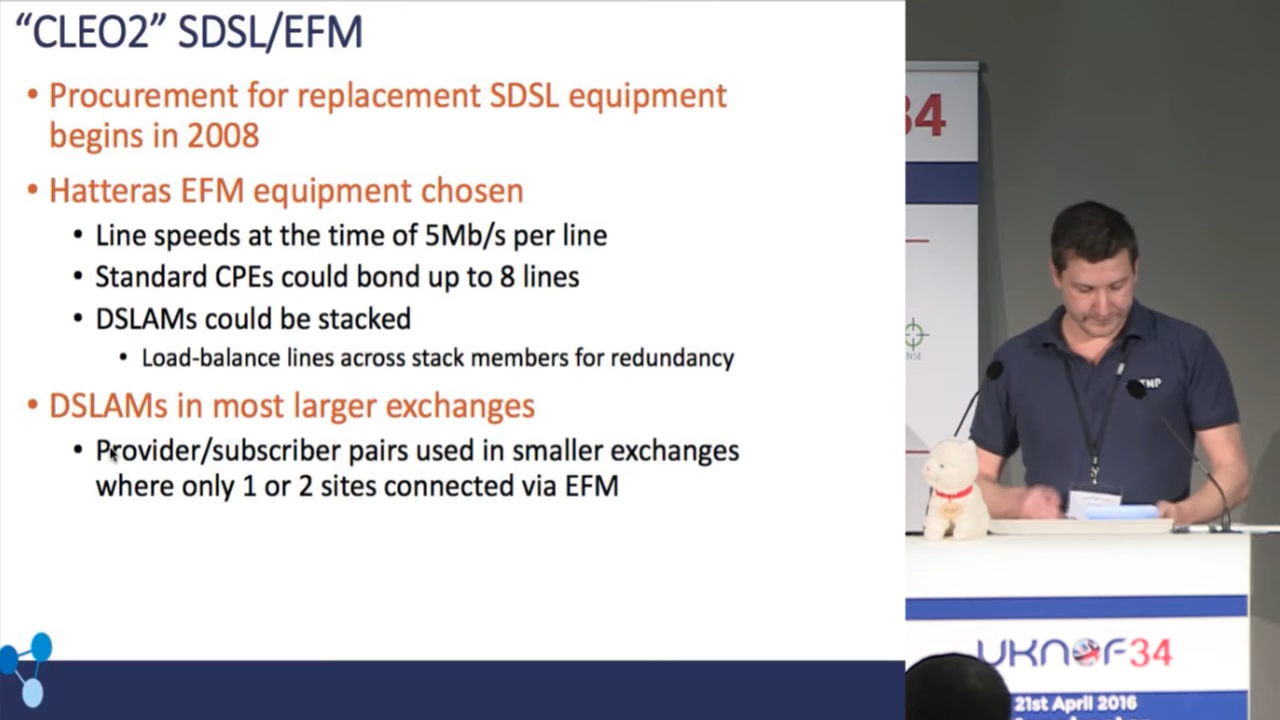 “CLEO2” SDSL/EFM
• Procurement for replacement SDSL equipment
begins in 2008
• Hatteras EFM equipment chosen
• Line speeds at the time of 5Mb/s per line
• Standard CPEs could bond up to 8 lines
• DSLAMs could be stacked
• Load-balance lines across stack members for redundancy
• DSLAMs in most larger exchanges
• Provider/subscriber pairs used in smaller exchanges
where only 1 or 2 sites connected via EFM
34
NSE
TNP
UKNOF34
21st April 2016